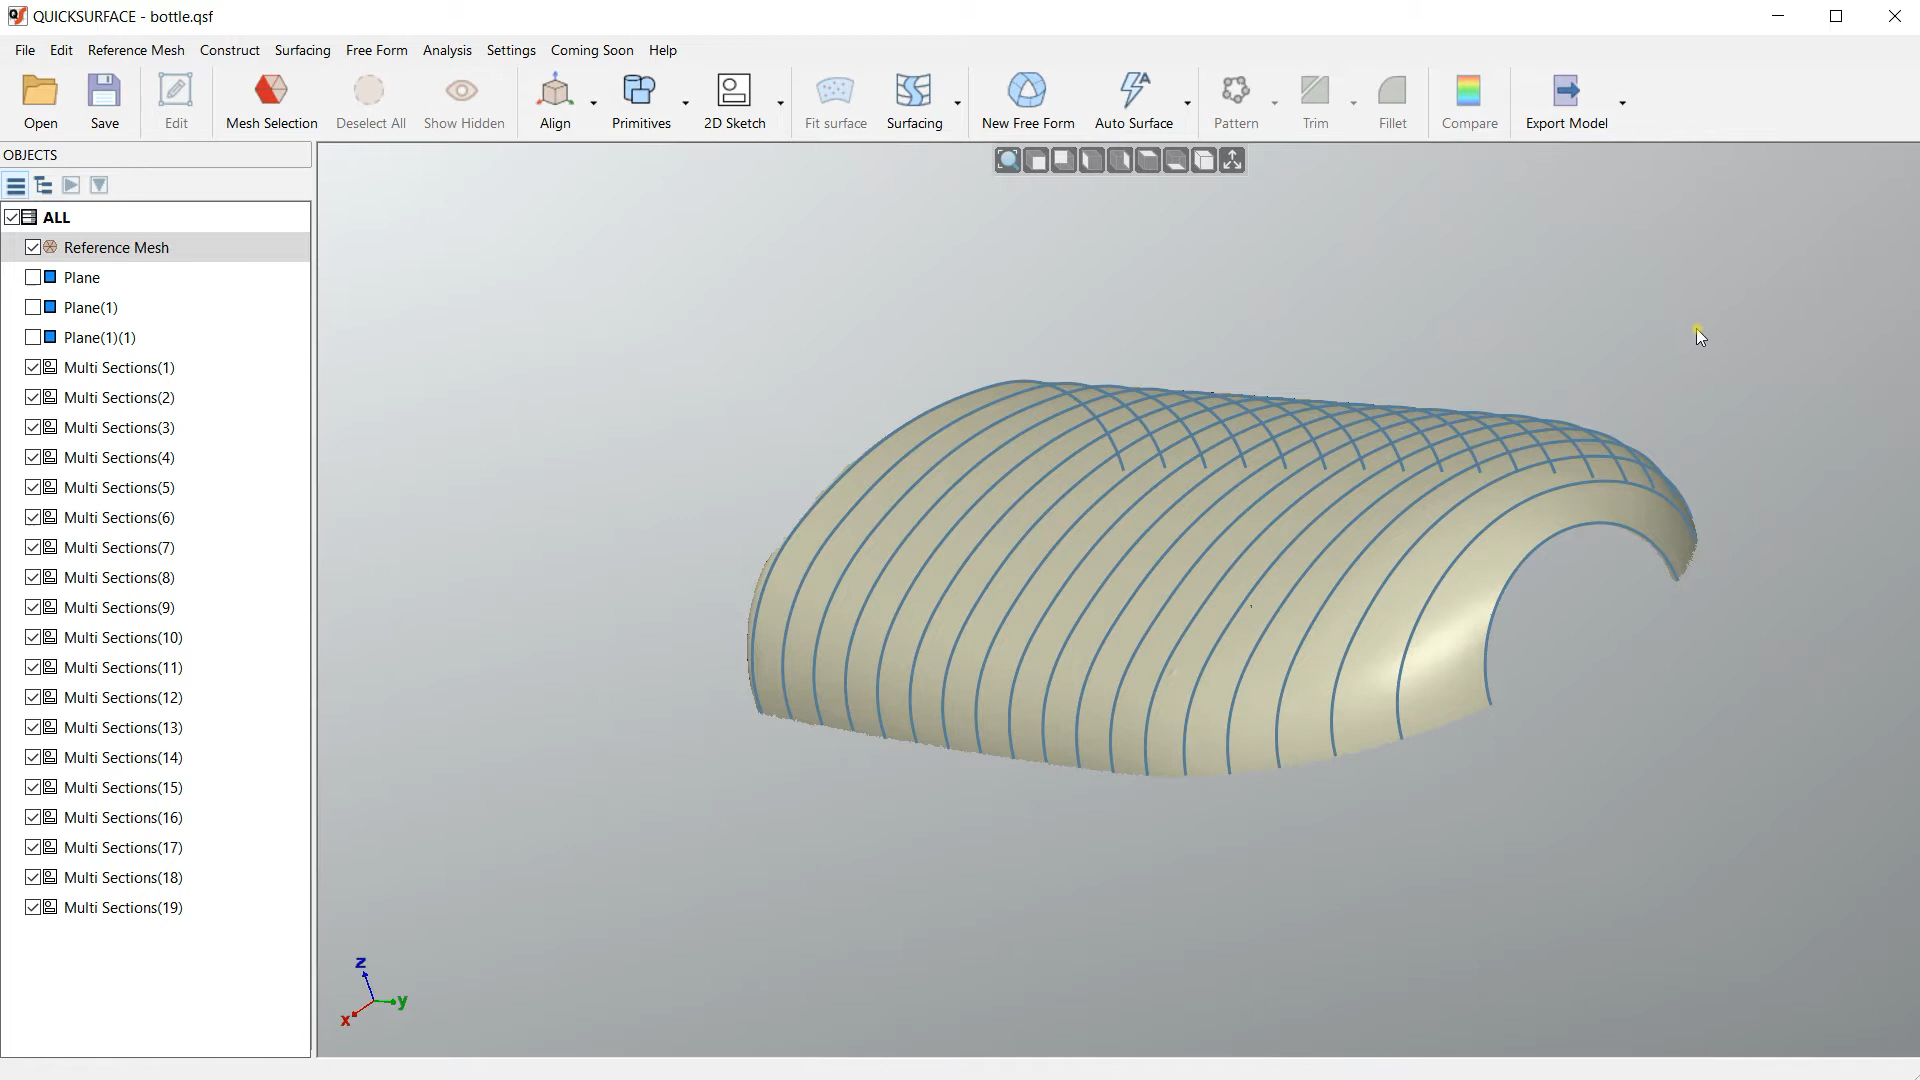 QUICKSURFACE - bottle.qsf
File Edit Reference Mesh Construct Surfacing Free Form Analysis Settings Coming Soon Help
Open Save Edit Mesh Selection Deselect All Show Hidden Align Primitives 2D Sketch Fit surface Surfacing New Free Form Auto Surface Pattern Trim Fillet Compare Export Model
OBJECTS
ALL
Reference Mesh
Plane
Plane(1)
Plane(1)(1)
Multi Sections(1)
Multi Sections(2)
Multi Sections(3)
Multi Sections(4)
Multi Sections(5)
Multi Sections(6)
Multi Sections(7)
Multi Sections(8)
Multi Sections(9)
Multi Sections(10)
Multi Sections(11)
Multi Sections(12)
Multi Sections(13)
Multi Sections(14)
Multi Sections(15)
Multi Sections(16)
Multi Sections(17)
Multi Sections(18)
Multi Sections(19)
z
y
x